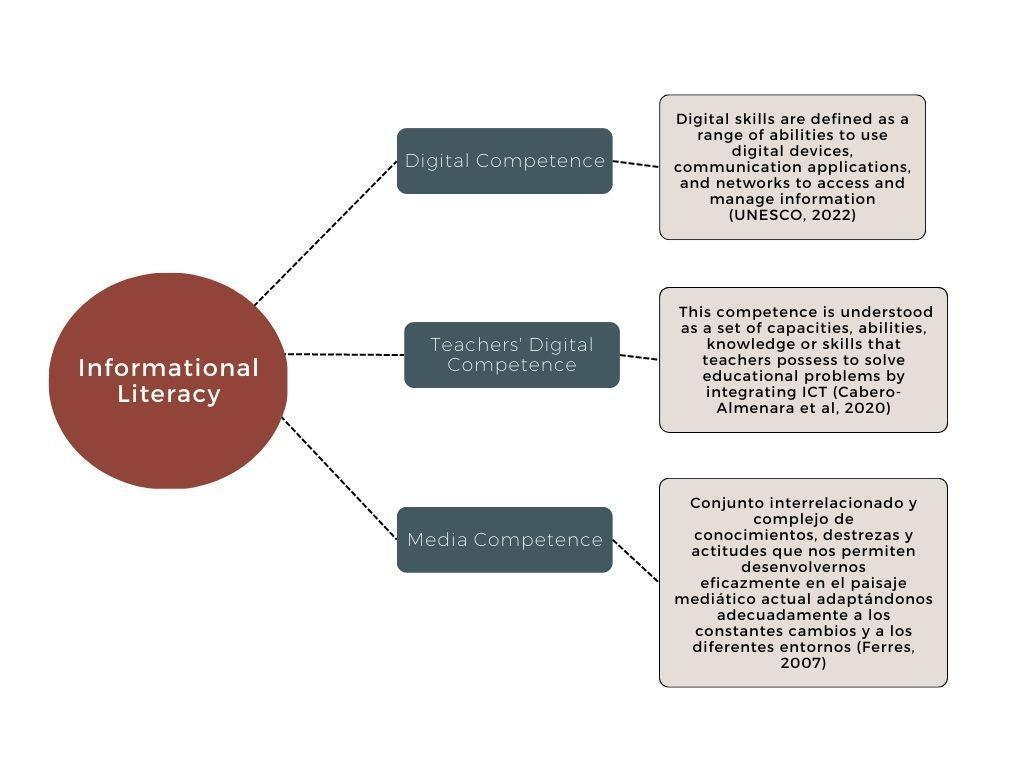 Informational
Literacy
Digital Competence
Digital skills are defined as a
range of abilities to use
digital devices,
communication applications,
and networks to access and
manage information
(UNESCO, 2022)
Teachers' Digital
Competence
This competence is understood
as a set of capacities, abilities,
knowledge or skills that
teachers possess to solve
educational problems by
integrating ICT (Cabero-
Almenara et al, 2020)
Media Competence
Conjunto interrelacionado y
complejo de
conocimientos, destrezas y
actitudes que nos permiten
desenvolvernos
eficazmente en el paisaje
mediático actual adaptándonos
adecuadamente a los
constantes cambios y a los
diferentes entornos (Ferres,
2007)